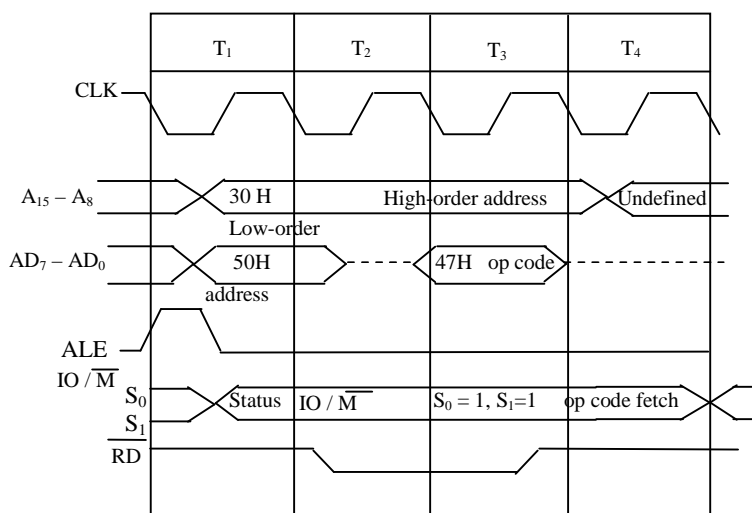 T₁ T₂ T₃ T₄
CLK
A₁₅ – A₈ 30 H High-order address Undefined
Low-order
AD₇ – AD₀ 50H 47H op code
address
ALE
IO / M̅
S₀ Status IO / M̅ S₀ = 1, S₁=1 op code fetch
S₁
R̅D̅